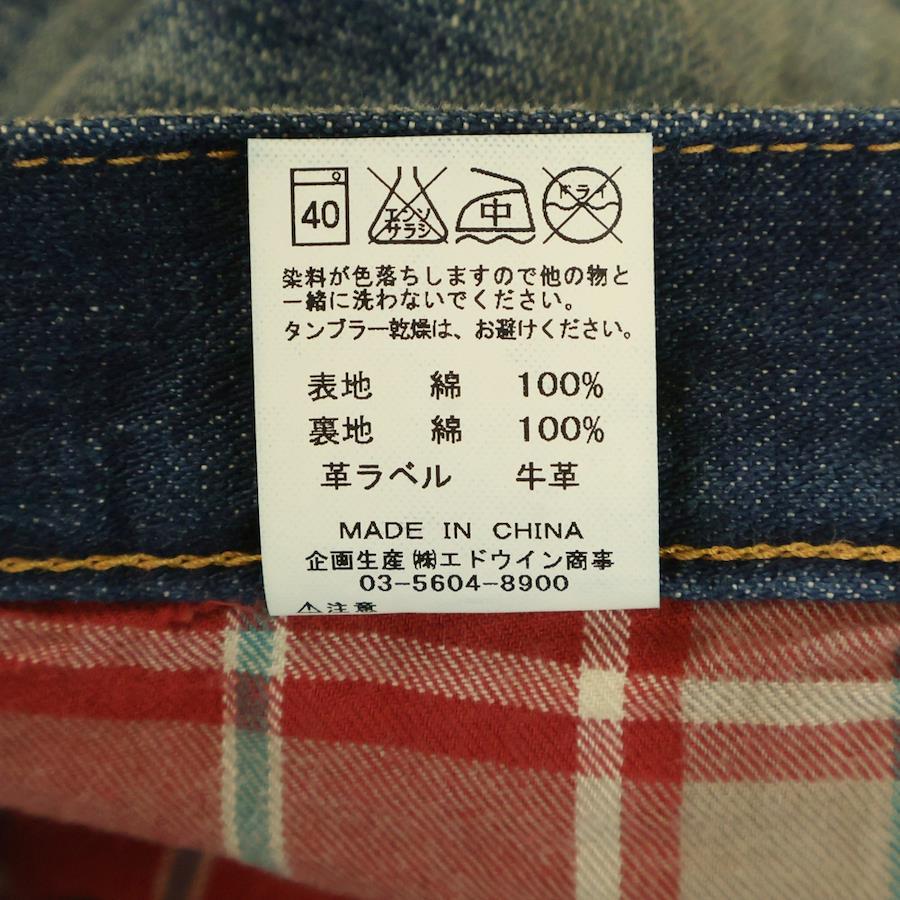 40 エンソ サラシ 中 ドライ
染料が色落ちしますので他の物と
一緒に洗わないでください。
タンブラー乾燥は、お避けください。
表地 綿 100%
裏地 綿 100%
革ラベル 牛革
MADE IN CHINA
企画生産 ㈱エドウイン商事
03-5604-8900
⚠注意